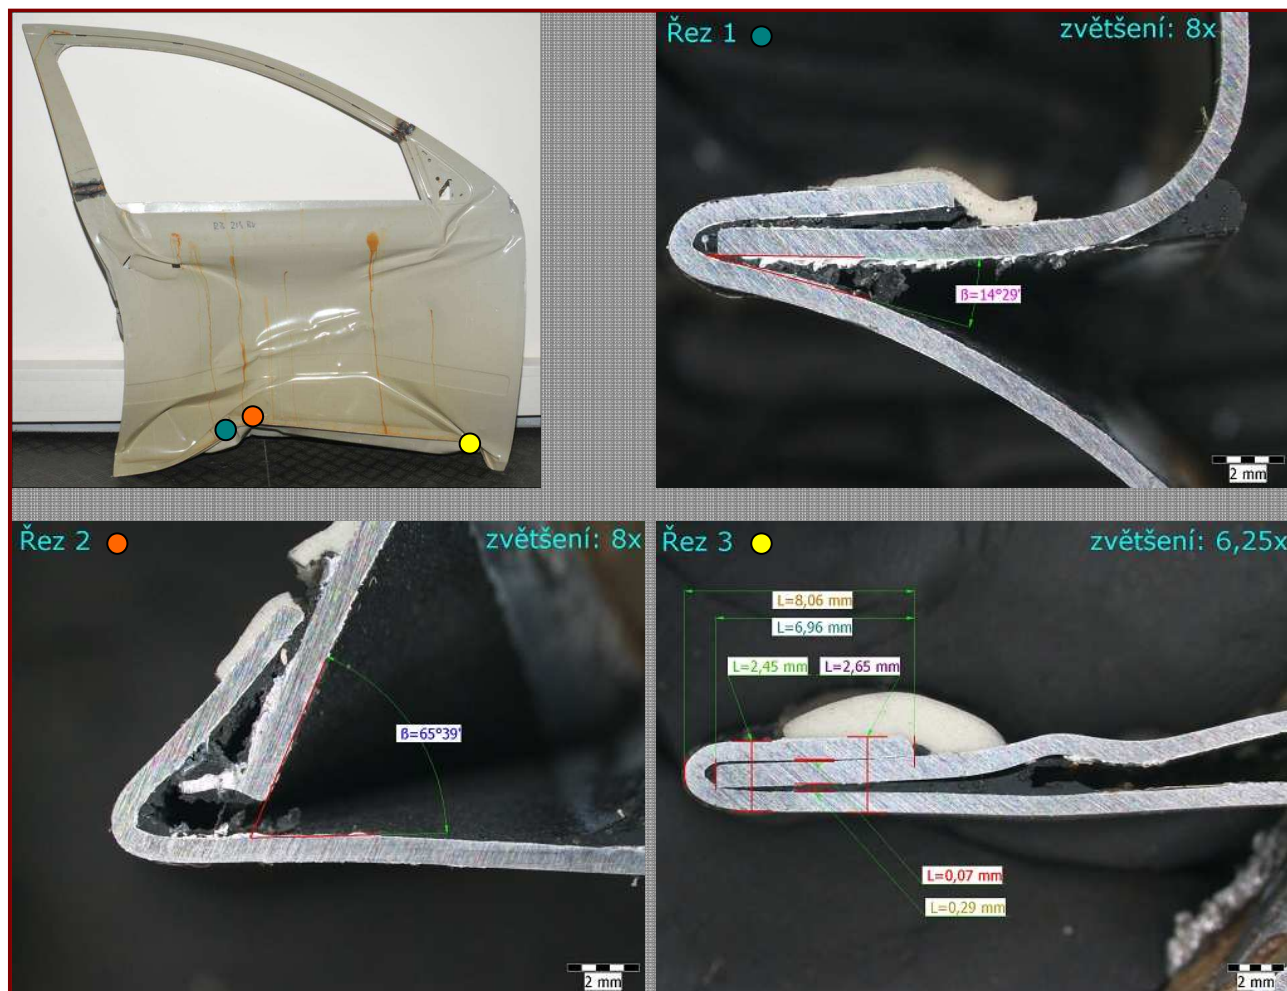 Řez 1
zvětšení: 8x
ß=14°29'
2 mm
Řez 2
zvětšení: 8x
ß=65°39'
2 mm
Řez 3
zvětšení: 6,25x
L=8,06 mm
L=6,96 mm
L=2,45 mm
L=2,65 mm
L=0,07 mm
L=0,29 mm
2 mm